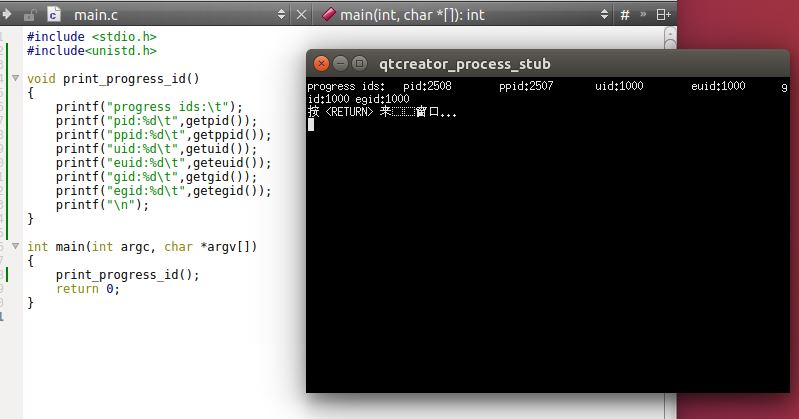 main.c
main(int, char *[]): int
#
»
#include <stdio.h>
#include<unistd.h>
void print_progress_id()
{
printf("progress ids:\t");
printf("pid:%d\t",getpid());
printf("ppid:%d\t",getppid());
printf("uid:%d\t",getuid());
printf("euid:%d\t",geteuid());
printf("gid:%d\t",getgid());
printf("egid:%d\t",getegid());
printf("\n");
}
int main(int argc, char *argv[])
{
print_progress_id();
return 0;
}
qtcreator_process_stub
progress ids: pid:2508 ppid:2507 uid:1000 euid:1000 g
id:1000 egid:1000
按 <RETURN> 来窗口...